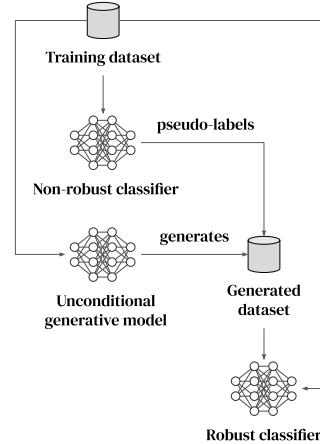 Training dataset
pseudo-labels
Non-robust classifier
generates
Unconditional
generative model
Generated
dataset
Robust classifier